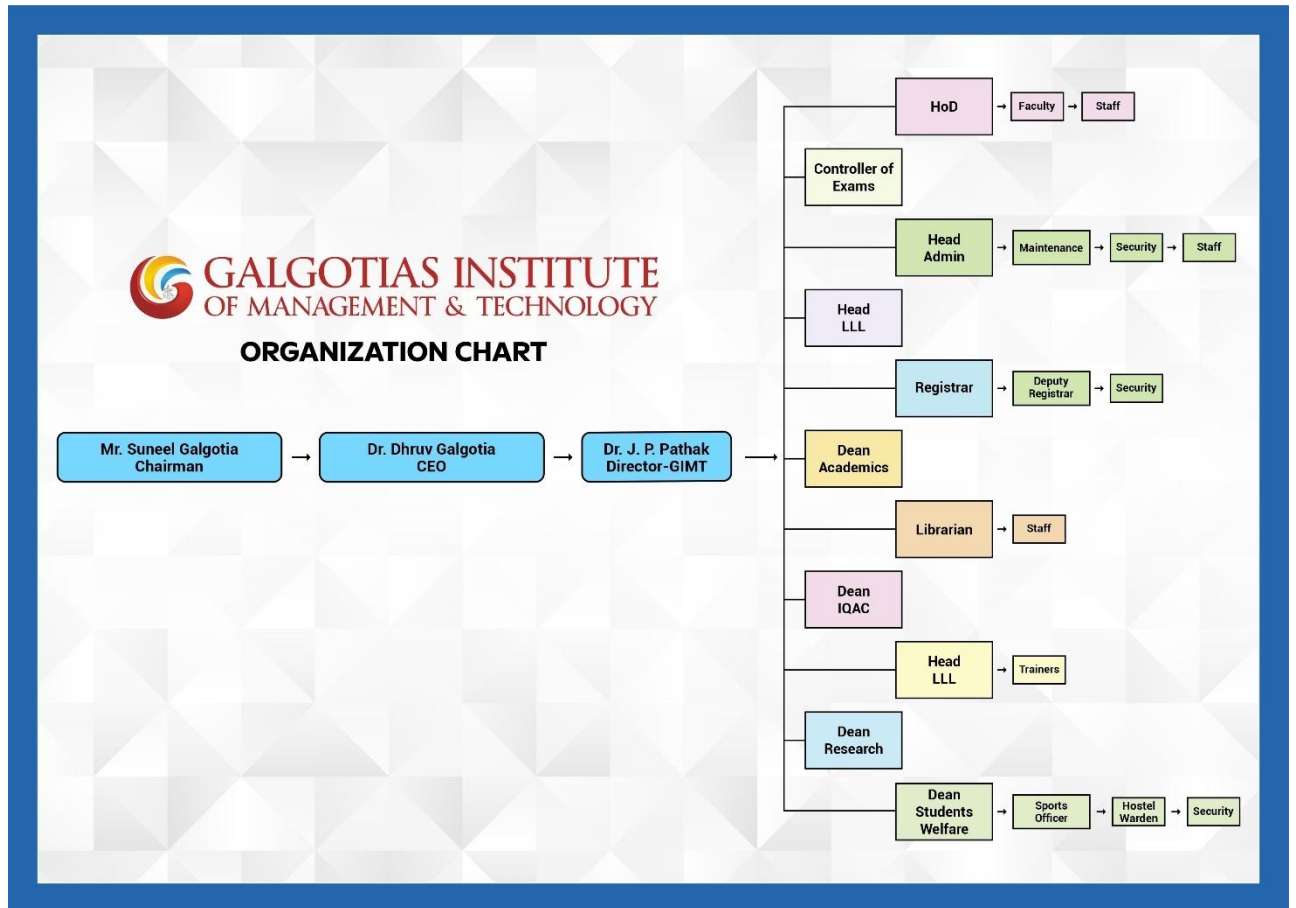 GALGOTIAS INSTITUTE
OF MANAGEMENT & TECHNOLOGY
ORGANIZATION CHART
Mr. Suneel Galgotia
Chairman
Dr. Dhruv Galgotia
CEO
Dr. J. P. Pathak
Director-GIMT
HoD
Faculty
Staff
Controller of
Exams
Head
Admin
Maintenance
Security
Staff
Head
LLL
Registrar
Deputy
Registrar
Security
Dean
Academics
Librarian
Staff
Dean
IQAC
Head
LLL
Trainers
Dean
Research
Dean
Students
Welfare
Sports
Officer
Hostel
Warden
Security